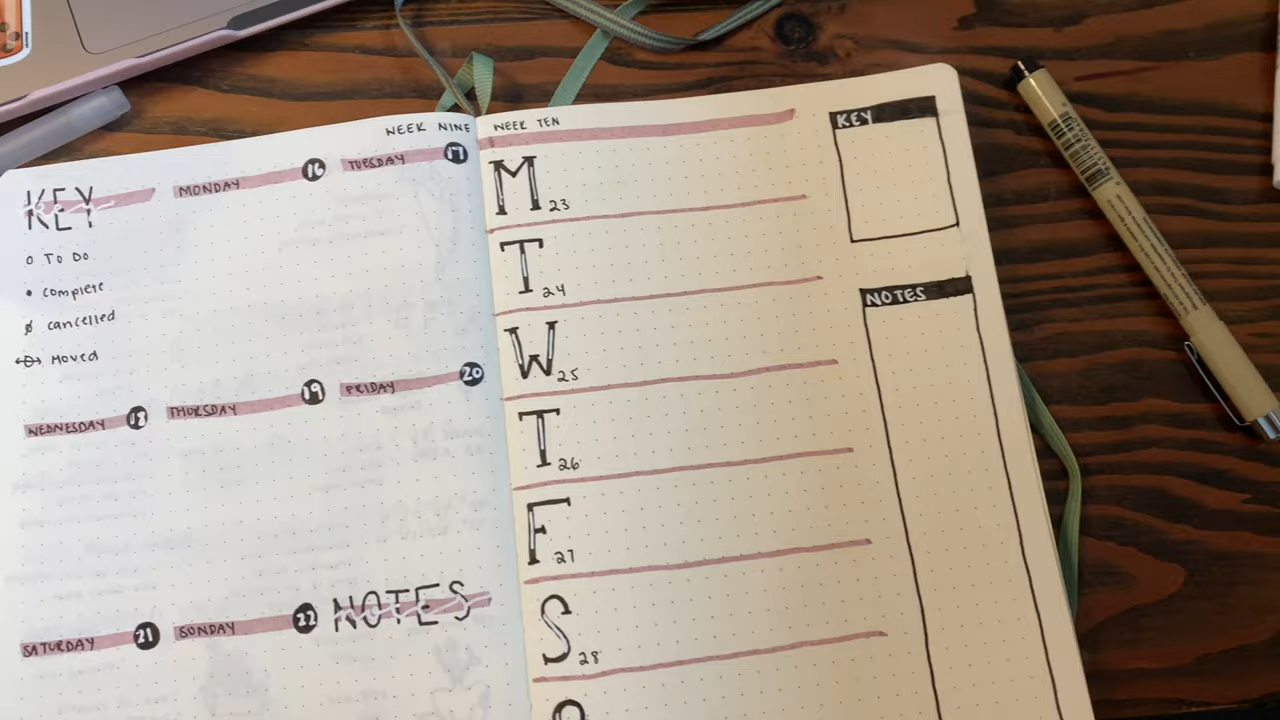 WEEK NINE
KEY
MONDAY 16
TUESDAY 17
O TO DO
• complete
ø cancelled
Moved
WEDNESDAY 18
THURSDAY 19
FRIDAY 20
SATURDAY 21
SUNDAY 22
NOTES
WEEK TEN
M 23
T 24
W 25
T 26
F 27
S 28
KEY
NOTES